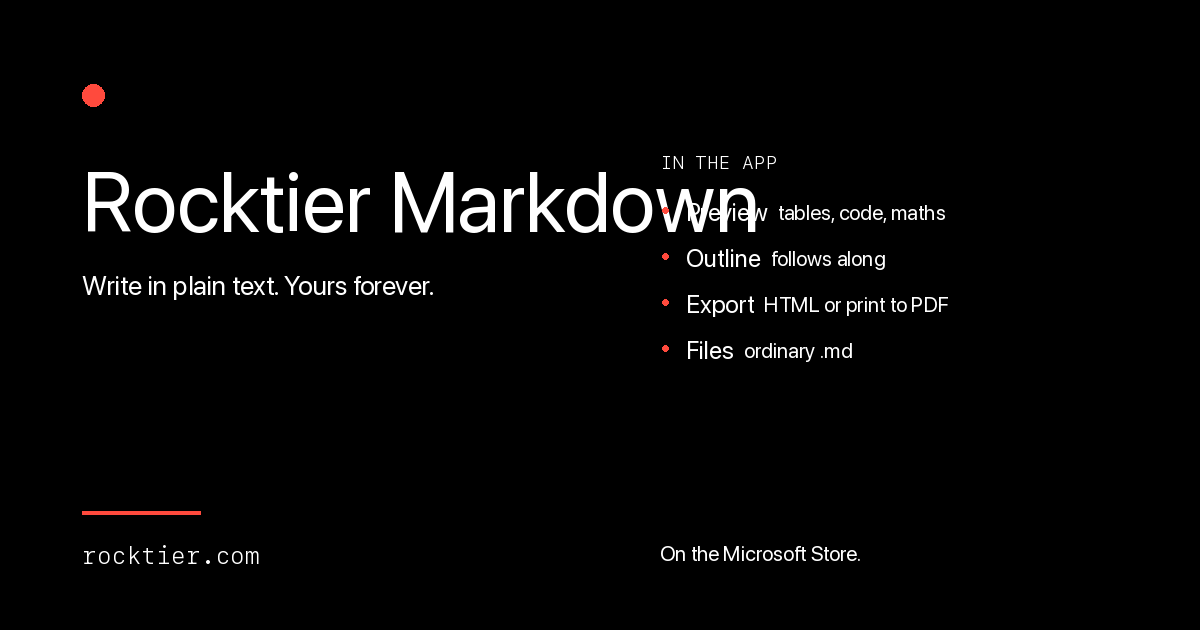 Rocktier Markdown
Write in plain text. Yours forever.
IN THE APP
Preview tables, code, maths
Outline follows along
Export HTML or print to PDF
Files ordinary .md
rocktier.com
On the Microsoft Store.